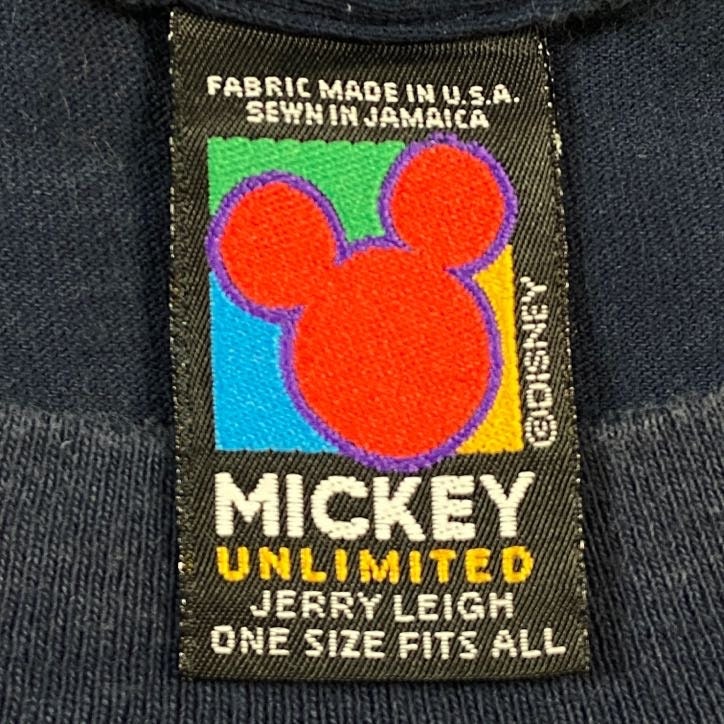 FABRIC MADE IN U.S.A.
SEWN IN JAMAICA
©DISNEY
MICKEY
UNLIMITED
JERRY LEIGH
ONE SIZE FITS ALL